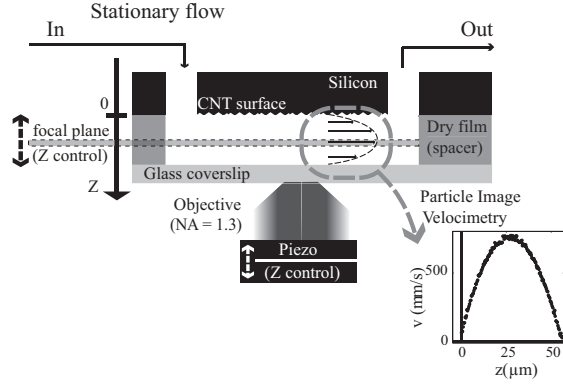 Stationary flow
In
Out
Silicon
0
CNT surface
focal plane
(Z control)
Dry film
(spacer)
Z
Glass coverslip
Objective
(NA = 1.3)
Particle Image
Velocimetry
Piezo
(Z control)
v (mm/s)
500
0
0 25 50
z(µm)